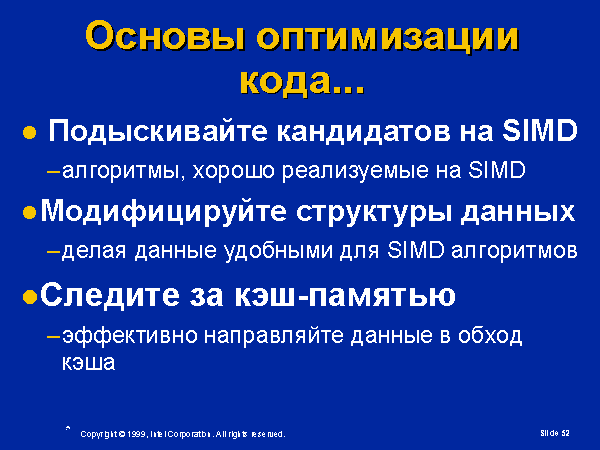 Основы оптимизации
кода...
● Подыскивайте кандидатов на SIMD
–алгоритмы, хорошо реализуемые на SIMD
●Модифицируйте структуры данных
–делая данные удобными для SIMD алгоритмов
●Следите за кэш-памятью
–эффективно направляйте данные в обход
кэша
* Copyright © 1999, Intel Corporation. All rights reserved.
Slide 52